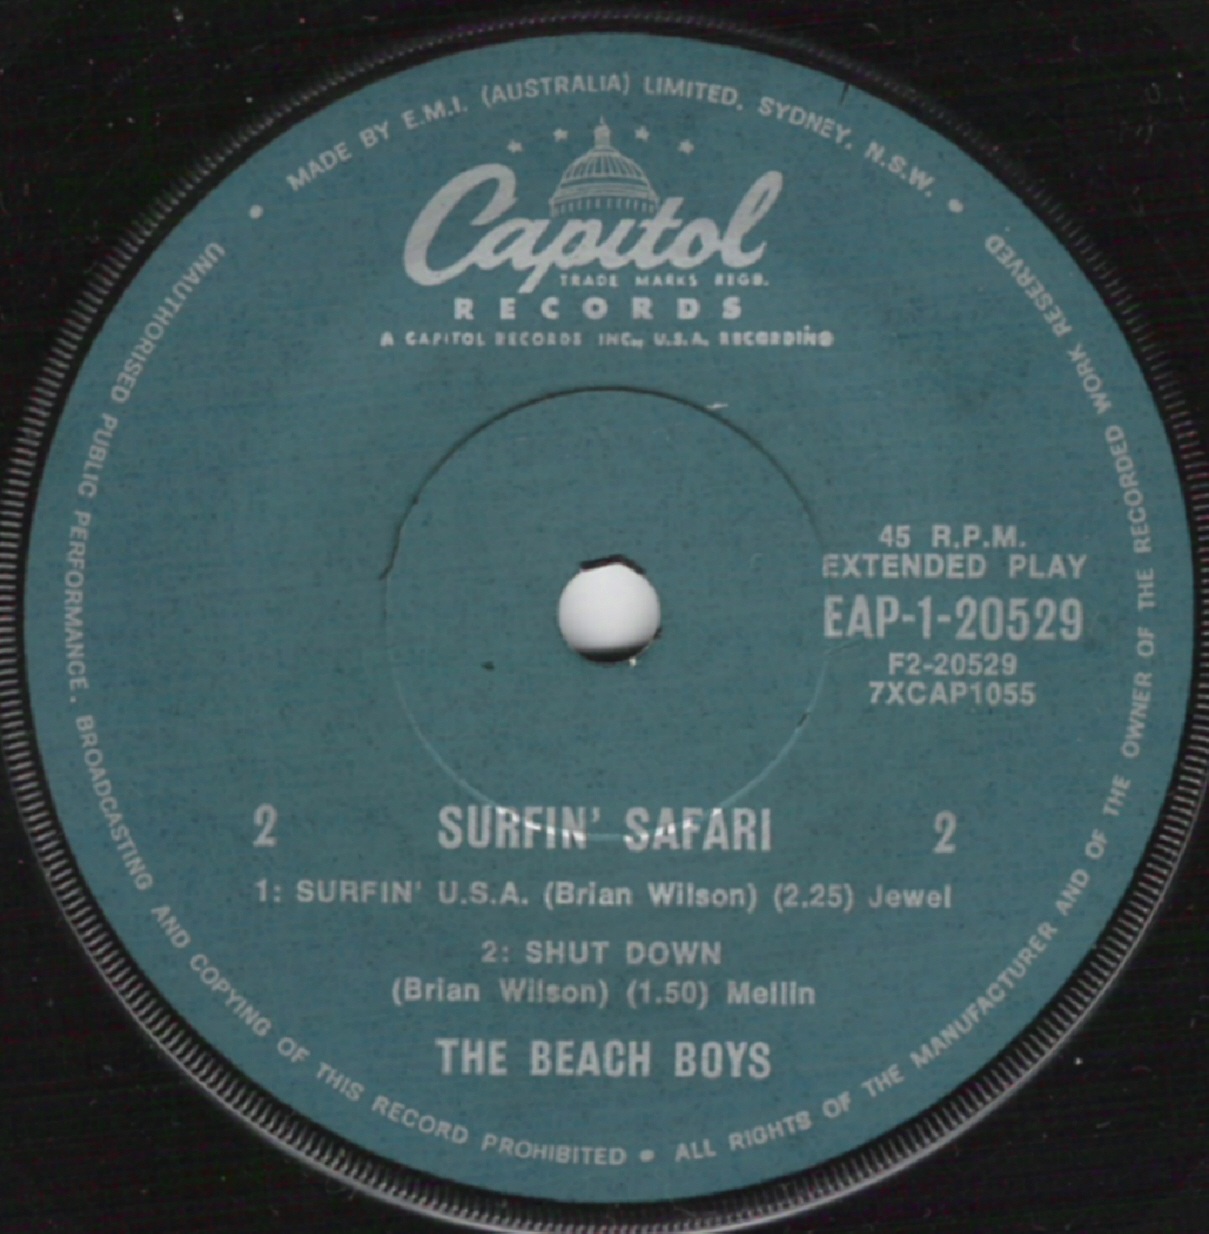 MADE BY E.M.I. (AUSTRALIA) LIMITED. SYDNEY. N.S.W.
Capitol
TRADE MARKS REGD.
RECORDS
A CAPITOL RECORDS INC., U.S.A. RECORDING
45 R.P.M.
EXTENDED PLAY
EAP-1-20529
F2-20529
7XCAP1055
2 SURFIN' SAFARI 2
1: SURFIN' U.S.A. (Brian Wilson) (2.25) Jewel
2: SHUT DOWN
(Brian Wilson) (1.50) Mellin
THE BEACH BOYS
UNAUTHORISED PUBLIC PERFORMANCE. BROADCASTING AND COPYING OF THIS RECORD PROHIBITED • ALL RIGHTS OF THE MANUFACTURER AND OF THE OWNER OF THE RECORDED WORK RESERVED